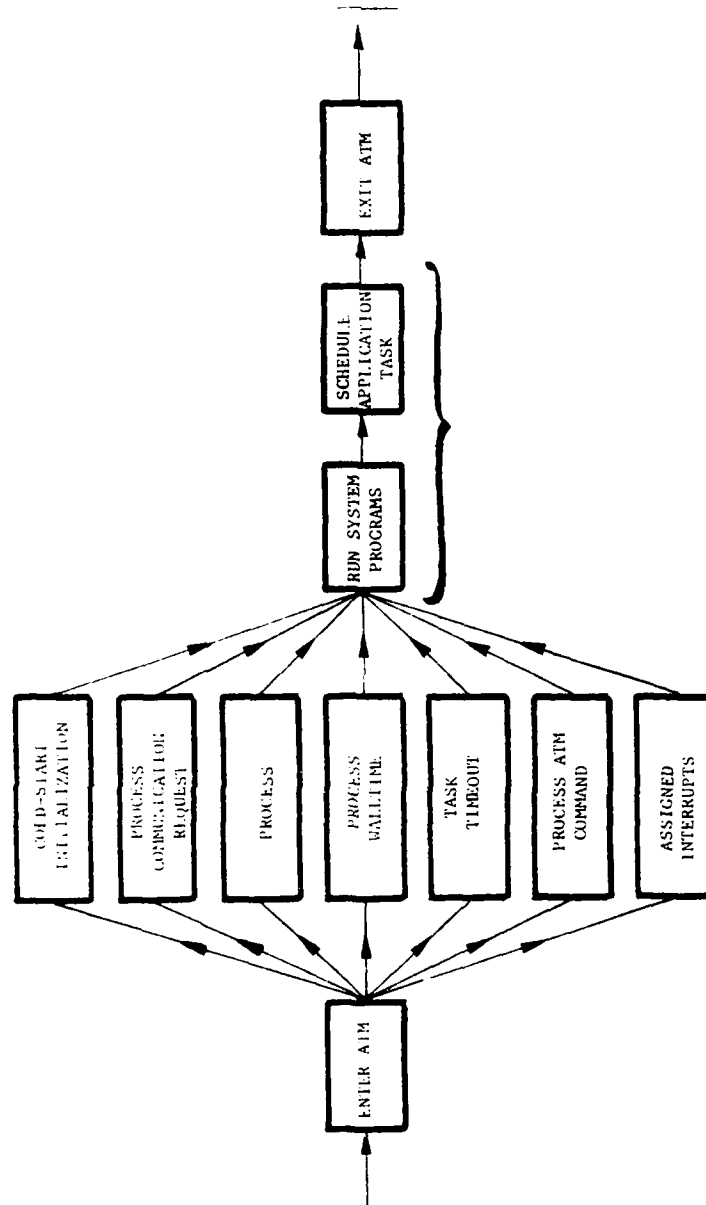 ENTER ATM
COLD-START
INITIALIZATION
PROCESS
COMMUNICATION
REQUEST
PROCESS
PROCESS
WALLTIME
TASK
TIMEOUT
PROCESS ATM
COMMAND
ASSIGNED
INTERRUPTS
RUN SYSTEM
PROGRAMS
SCHEDULE
APPLICATION
TASK
EXIT ATM